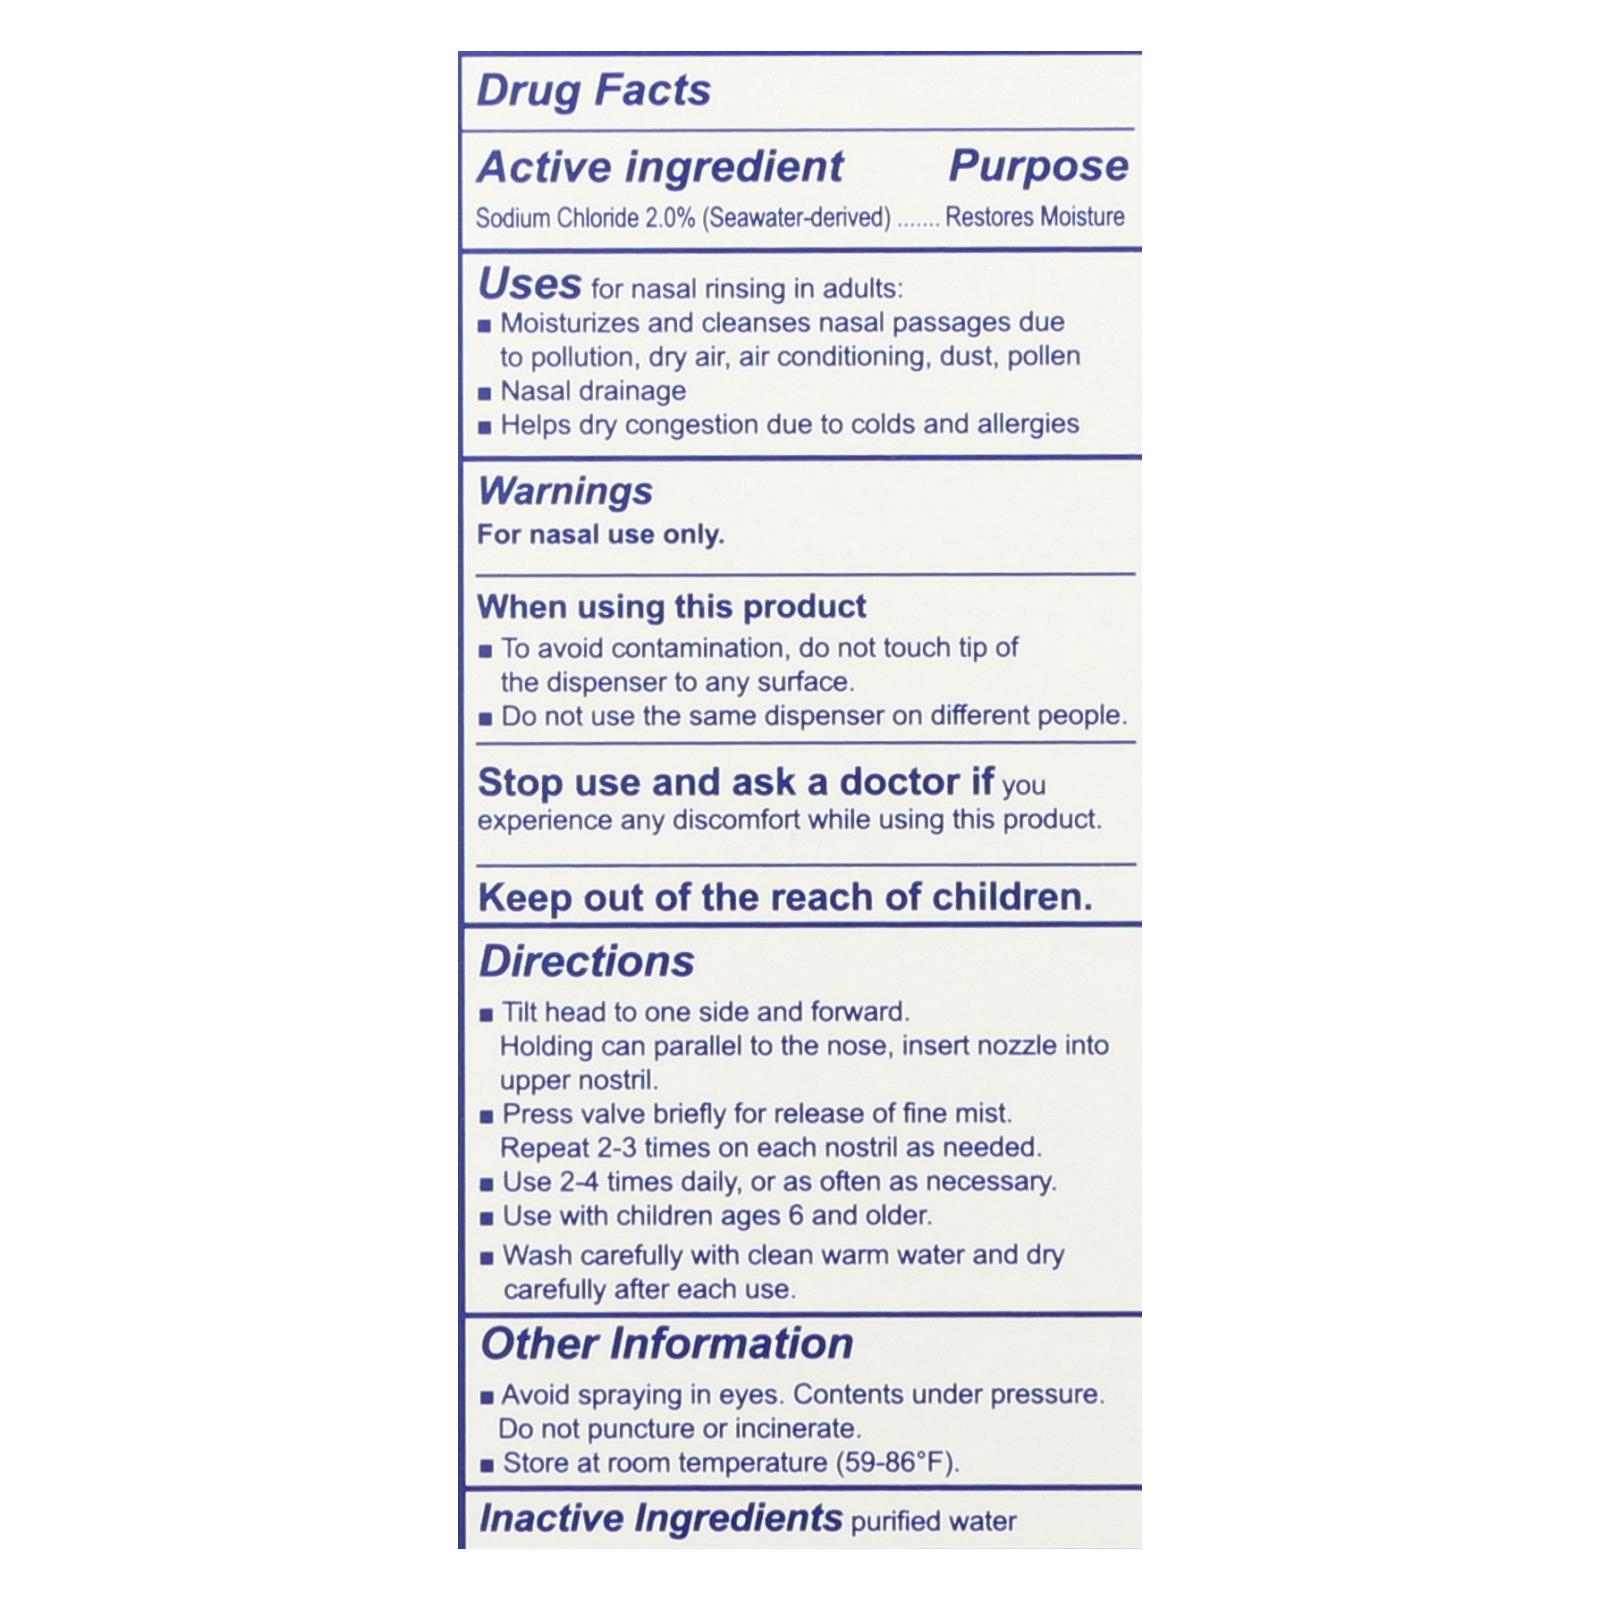 Drug Facts
Active ingredient Purpose
Sodium Chloride 2.0% (Seawater-derived) ....... Restores Moisture
Uses for nasal rinsing in adults:
■ Moisturizes and cleanses nasal passages due
to pollution, dry air, air conditioning, dust, pollen
■ Nasal drainage
■ Helps dry congestion due to colds and allergies
Warnings
For nasal use only.
When using this product
■ To avoid contamination, do not touch tip of
the dispenser to any surface.
■ Do not use the same dispenser on different people.
Stop use and ask a doctor if you
experience any discomfort while using this product.
Keep out of the reach of children.
Directions
■ Tilt head to one side and forward.
Holding can parallel to the nose, insert nozzle into
upper nostril.
■ Press valve briefly for release of fine mist.
Repeat 2-3 times on each nostril as needed.
■ Use 2-4 times daily, or as often as necessary.
■ Use with children ages 6 and older.
■ Wash carefully with clean warm water and dry
carefully after each use.
Other Information
■ Avoid spraying in eyes. Contents under pressure.
Do not puncture or incinerate.
■ Store at room temperature (59-86°F).
Inactive Ingredients purified water